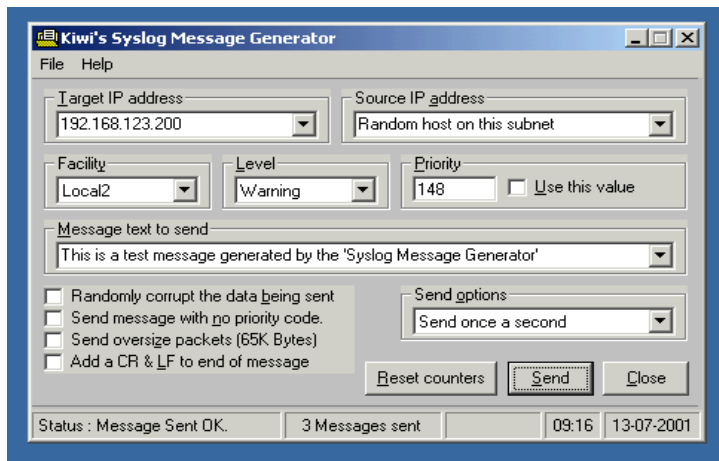 Kiwi's Syslog Message Generator
File Help
Target IP address Source IP address
192.168.123.200 Random host on this subnet
Facility Level Priority
Local2 Warning 148 Use this value
Message text to send
This is a test message generated by the 'Syslog Message Generator'
Randomly corrupt the data being sent Send options
Send message with no priority code. Send once a second
Send oversize packets (65K Bytes)
Add a CR & LF to end of message
Reset counters Send Close
Status : Message Sent OK. 3 Messages sent 09:16 13-07-2001